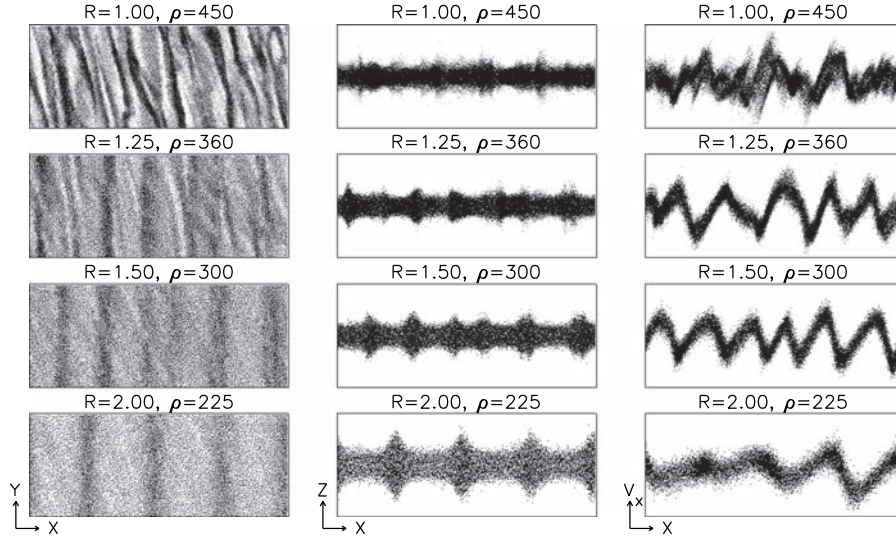 R=1.00, ρ=450 R=1.00, ρ=450 R=1.00, ρ=450
R=1.25, ρ=360 R=1.25, ρ=360 R=1.25, ρ=360
R=1.50, ρ=300 R=1.50, ρ=300 R=1.50, ρ=300
R=2.00, ρ=225 R=2.00, ρ=225 R=2.00, ρ=225
Y Z Vx
X X X